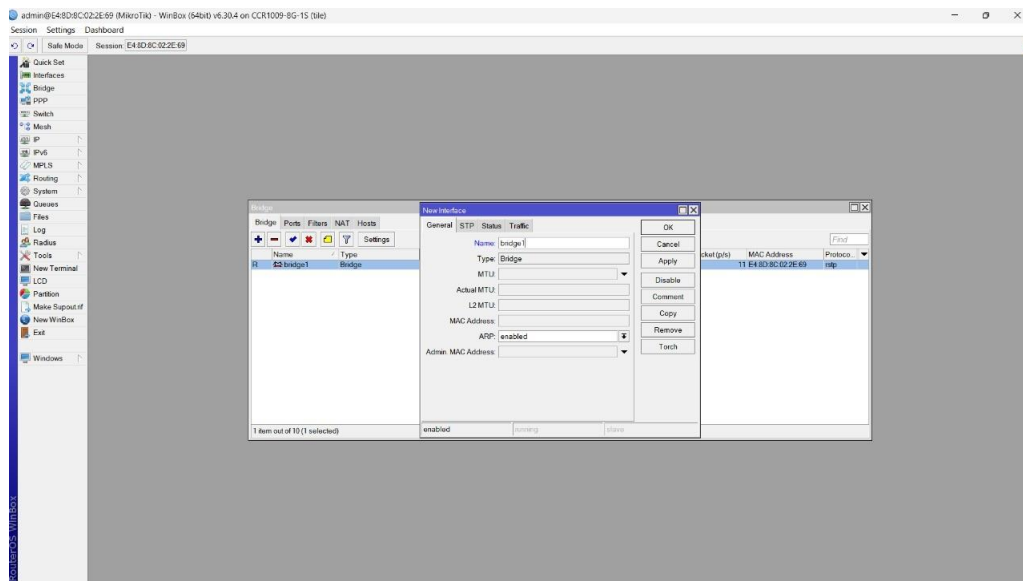 admin@E4:8D:8C:02:2E:69 (MikroTik) - WinBox (64bit) v6.30.4 on CCR1009-8G-1S (tile)
Session Settings Dashboard
Safe Mode Session: E4:8D:8C:02:2E:69
Quick Set
Interfaces
Bridge
PPP
Switch
Mesh
IP
IPv6
MPLS
Routing
System
Queues
Files
Log
Radius
Tools
New Terminal
LCD
Partition
Make Supout.rif
New WinBox
Exit
Windows
RouterOS WinBox
Bridge
Bridge Ports Filters NAT Hosts
Settings Find
Name Type cket (p/s) MAC Address Protoco...
R bridge1 Bridge 11 E4:8D:8C:02:2E:69 rstp
1 item out of 10 (1 selected)
New Interface
General STP Status Traffic
Name: bridge1
Type: Bridge
MTU:
Actual MTU:
L2 MTU:
MAC Address:
ARP: enabled
Admin. MAC Address:
OK
Cancel
Apply
Disable
Comment
Copy
Remove
Torch
enabled running slave